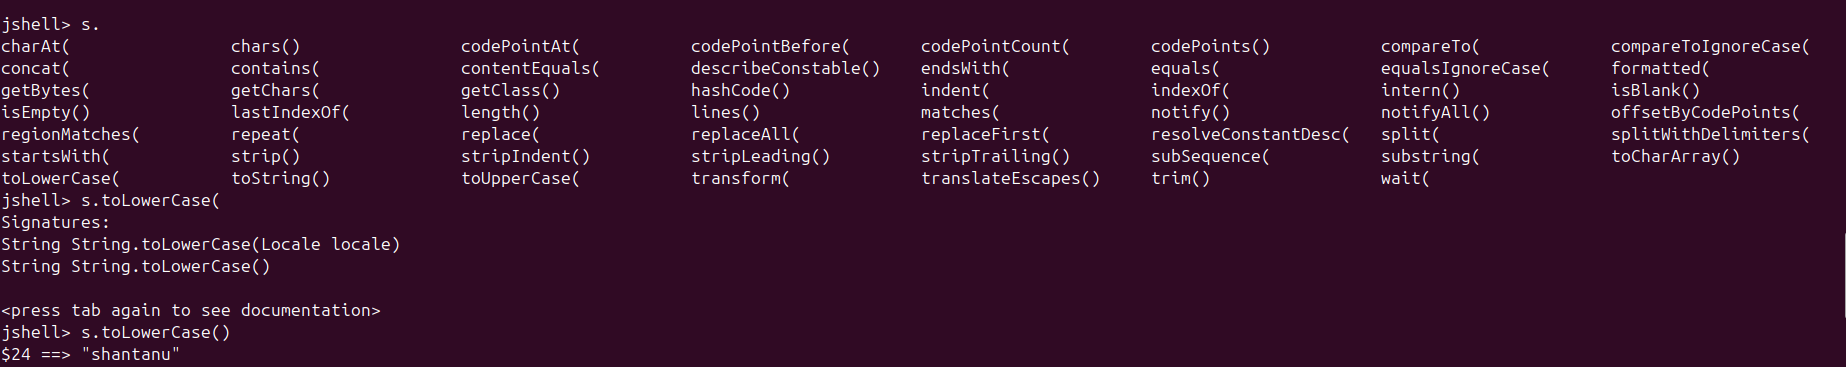 jshell> s.
charAt( chars() codePointAt( codePointBefore( codePointCount( codePoints() compareTo( compareToIgnoreCase(
concat( contains( contentEquals( describeConstable() endsWith( equals( equalsIgnoreCase( formatted(
getBytes( getChars( getClass() hashCode() indent( indexOf( intern() isBlank()
isEmpty() lastIndexOf( length() lines() matches( notify() notifyAll() offsetByCodePoints(
regionMatches( repeat( replace( replaceAll( replaceFirst( resolveConstantDesc( split( splitWithDelimiters(
startsWith( strip() stripIndent() stripLeading() stripTrailing() subSequence( substring( toCharArray()
toLowerCase( toString() toUpperCase( transform( translateEscapes() trim() wait(
jshell> s.toLowerCase(
Signatures:
String String.toLowerCase(Locale locale)
String String.toLowerCase()
<press tab again to see documentation>
jshell> s.toLowerCase()
$24 ==> "shantanu"